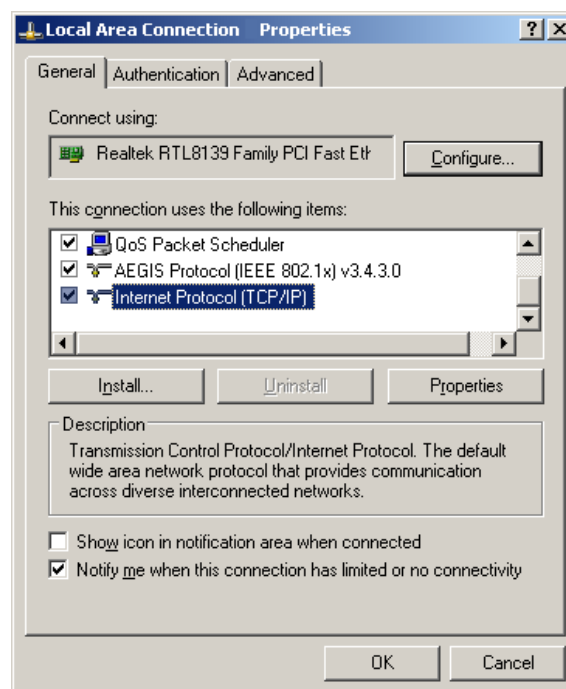 Local Area Connection Properties
General Authentication Advanced
Connect using:
Realtek RTL8139 Family PCI Fast Eth
Configure...
This connection uses the following items:
QoS Packet Scheduler
AEGIS Protocol (IEEE 802.1x) v3.4.3.0
Internet Protocol (TCP/IP)
Install... Uninstall Properties
Description
Transmission Control Protocol/Internet Protocol. The default
wide area network protocol that provides communication
across diverse interconnected networks.
Show icon in notification area when connected
Notify me when this connection has limited or no connectivity
OK Cancel